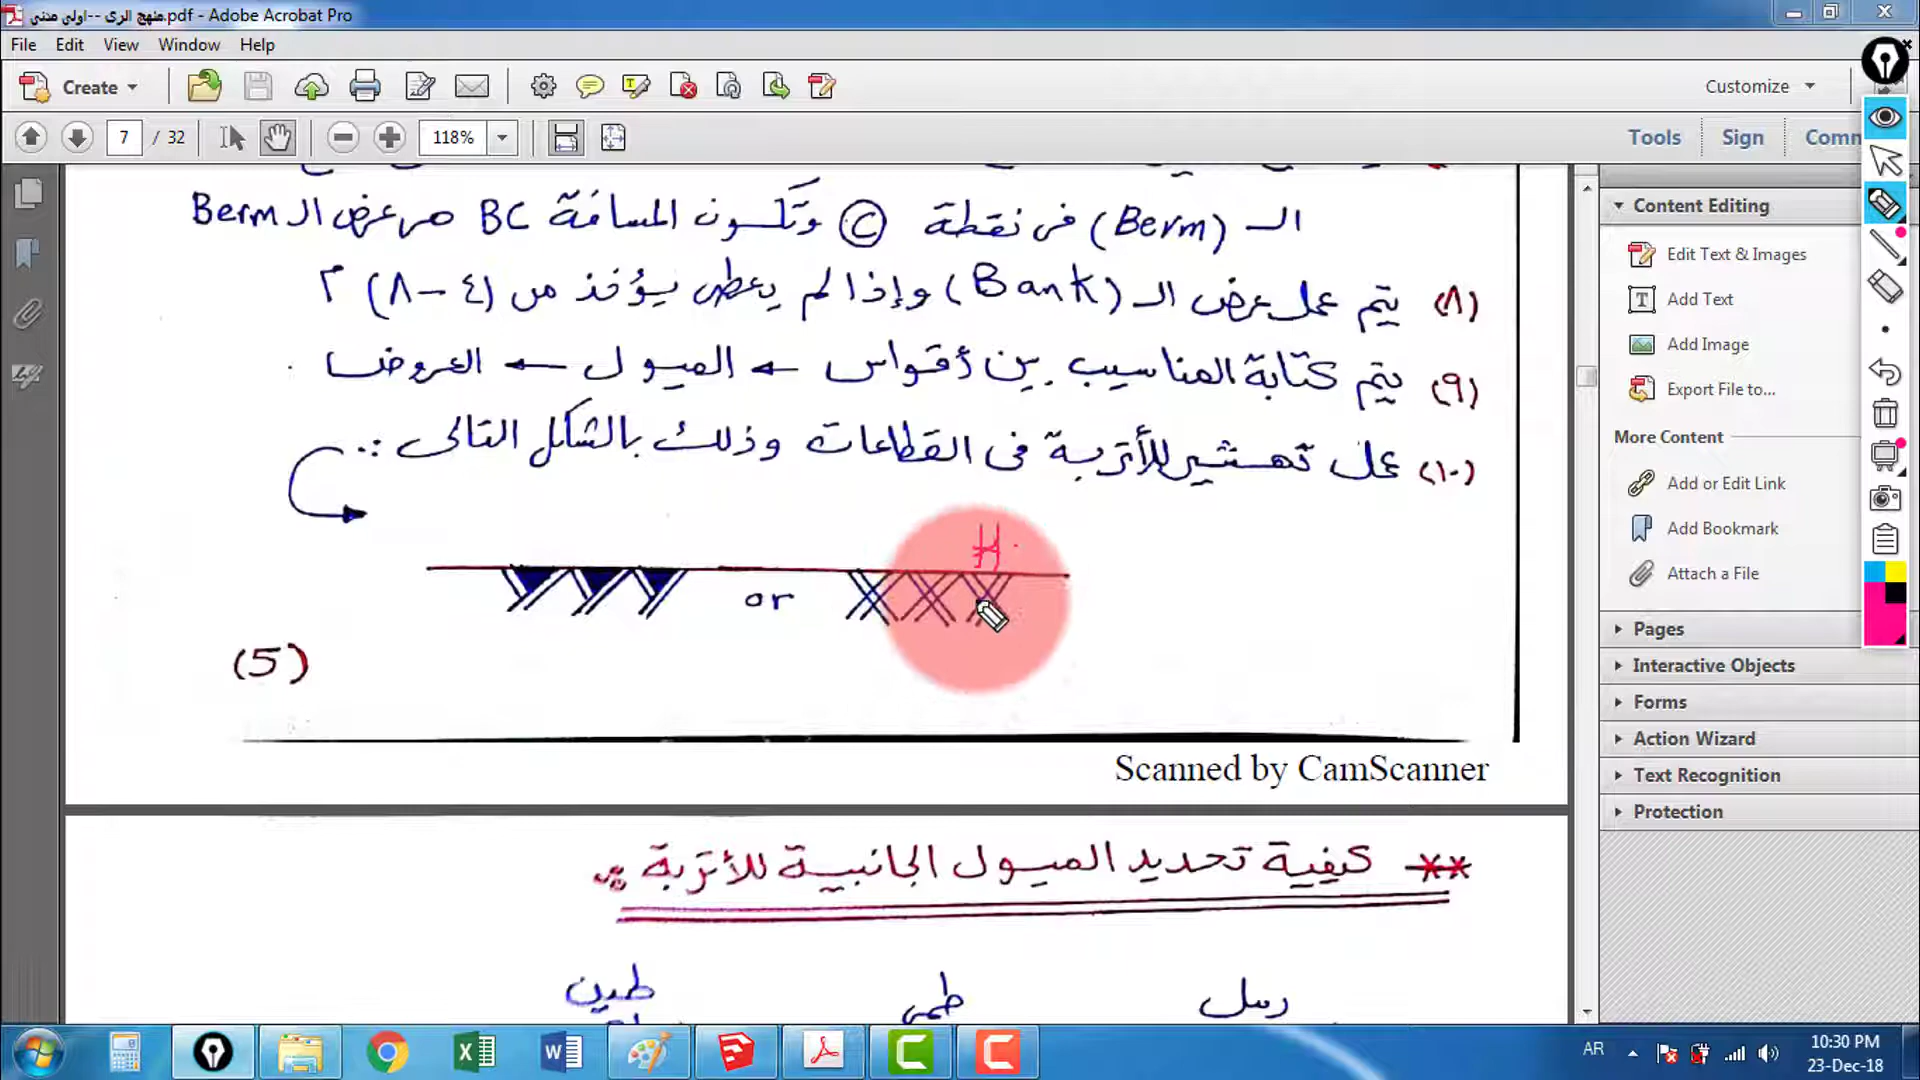 منهج الرى --اولى مدنى.pdf - Adobe Acrobat Pro
File Edit View Window Help
Create
Customize
7 / 32
118%
Tools Sign Comm
الـ (Berm) فى نقطة C وتكون المسافة BC هى عرض الـ Berm
(٨) يتم عمل عرض الـ (Bank) وإذا لم يعطى يؤخذ من (٤ - ٨) م
(٩) يتم كتابة المناسيب بين أقواس ← الميول ← العروض
(١٠) عمل تهشير للأتربة فى القطاعات وذلك بالشكل التالى :
H
or
(5)
Scanned by CamScanner
** كيفية تحديد الميول الجانبية للأتربة
رمل
طمى
طين
Content Editing
Edit Text & Images
Add Text
Add Image
Export File to...
More Content
Add or Edit Link
Add Bookmark
Attach a File
Pages
Interactive Objects
Forms
Action Wizard
Text Recognition
Protection
AR
10:30 PM
23-Dec-18